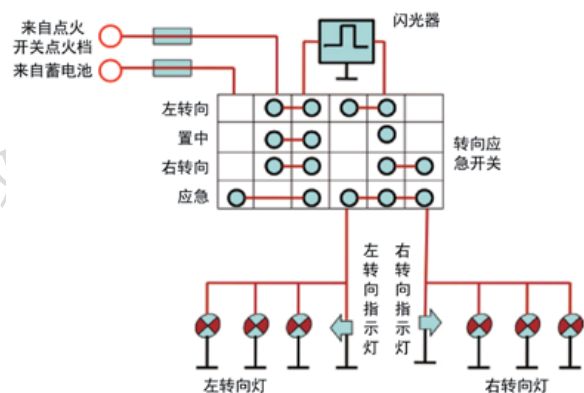 来自点火
开关点火档
来自蓄电池
闪光器
左转向
置中
右转向
应急
转向应
急开关
左转向指示灯
右转向指示灯
左转向灯
右转向灯